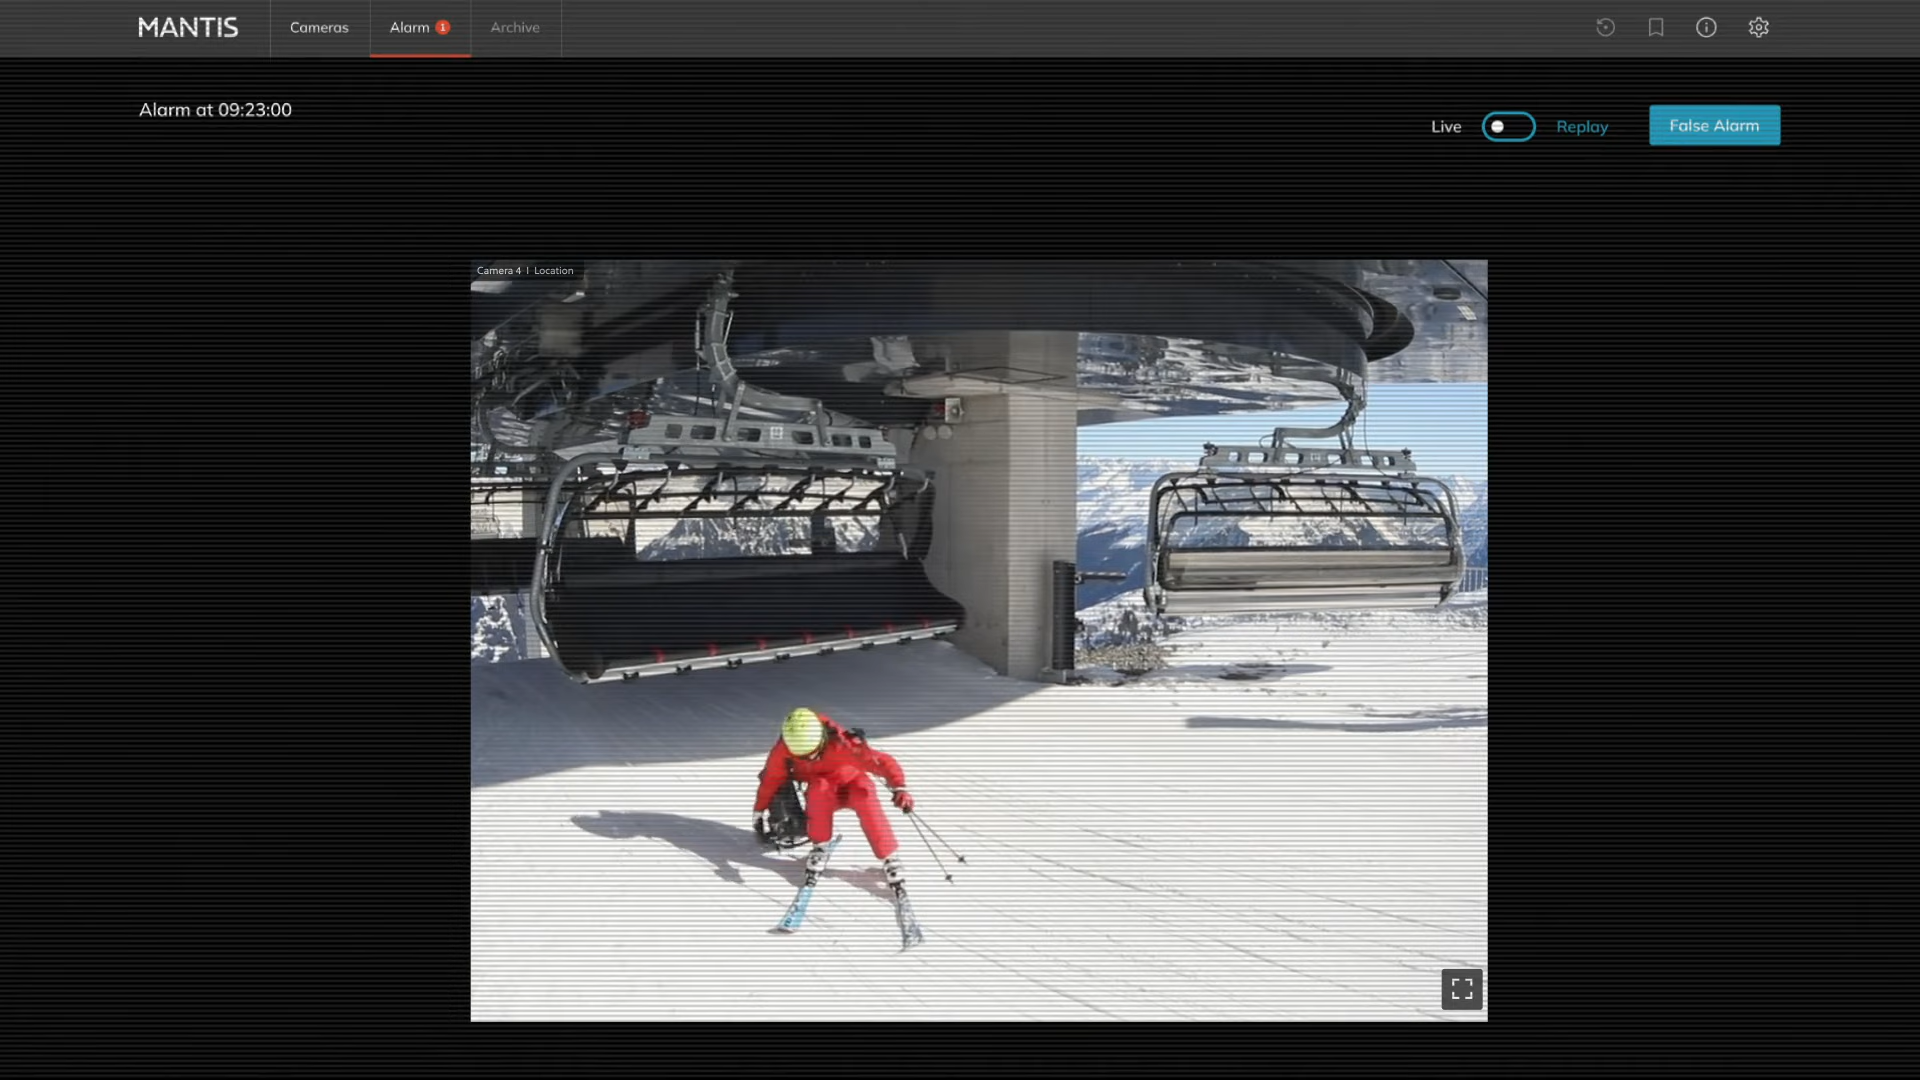 MANTIS
Cameras
Alarm 1
Archive
Alarm at 09:23:00
Live
Replay
False Alarm
Camera 4 | Location